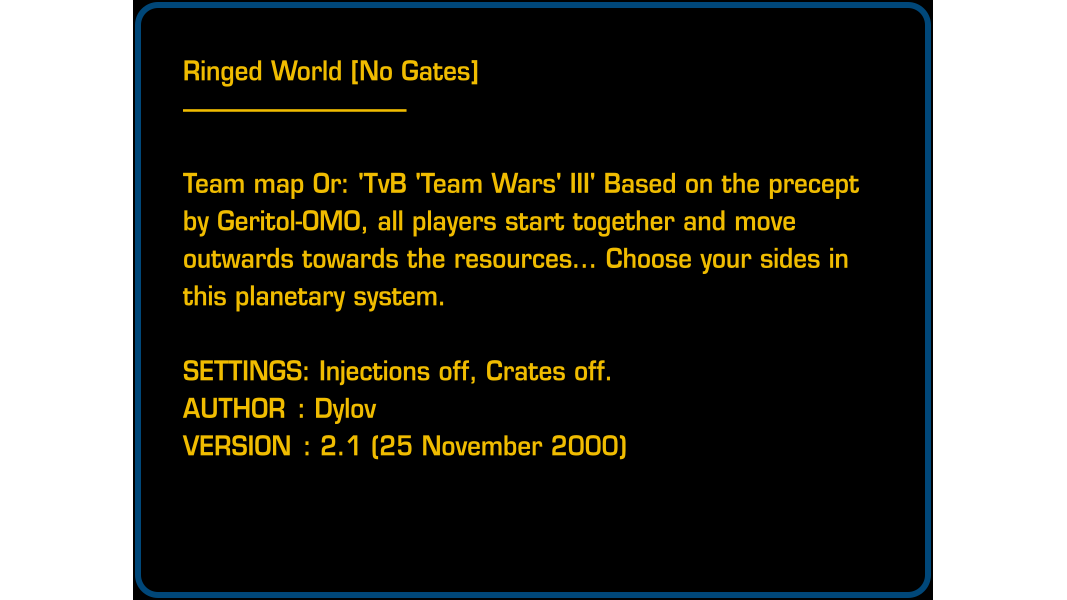 Ringed World [No Gates]
Team map Or: 'TvB 'Team Wars' III' Based on the precept
by Geritol-OMO, all players start together and move
outwards towards the resources... Choose your sides in
this planetary system.
SETTINGS: Injections off, Crates off.
AUTHOR : Dylov
VERSION : 2.1 (25 November 2000)